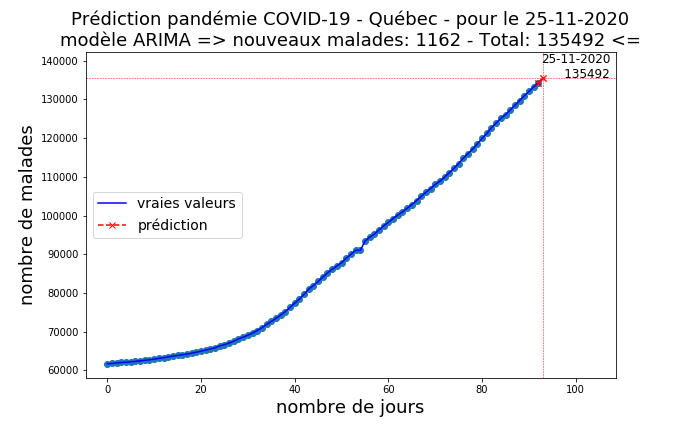 Prédiction pandémie COVID-19 - Québec - pour le 25-11-2020
modèle ARIMA => nouveaux malades: 1162 - Total: 135492 <=
25-11-2020
135492
140000
130000
120000
110000
100000
90000
80000
70000
60000
nombre de malades
vraies valeurs
prédiction
0
20
40
60
80
100
nombre de jours